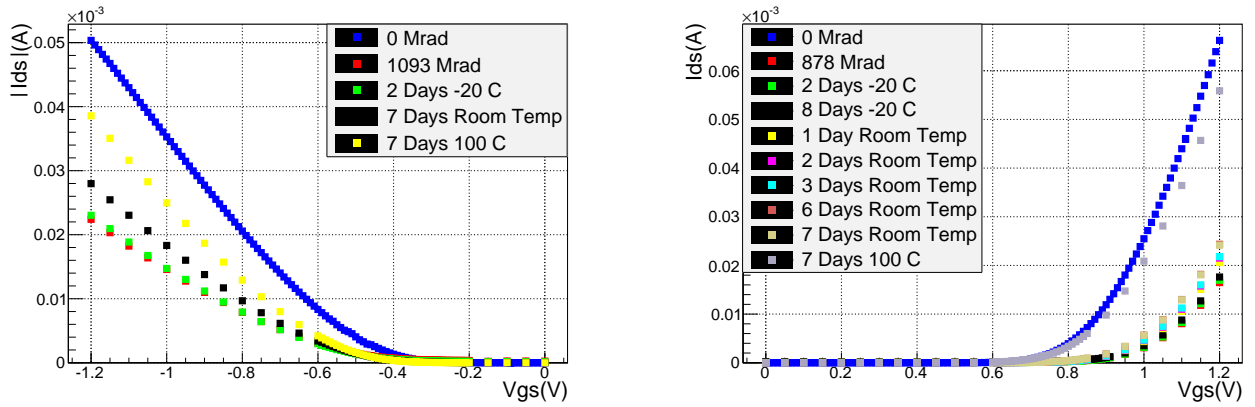 ×10⁻³
| Ids |(A)
0.05
0.04
0.03
0.02
0.01
0
-1.2
-1
-0.8
-0.6
-0.4
-0.2
0
Vgs(V)
0 Mrad
1093 Mrad
2 Days -20 C
7 Days Room Temp
7 Days 100 C
×10⁻³
Ids(A)
0.06
0.05
0.04
0.03
0.02
0.01
0
0
0.2
0.4
0.6
0.8
1
1.2
Vgs(V)
0 Mrad
878 Mrad
2 Days -20 C
8 Days -20 C
1 Day Room Temp
2 Days Room Temp
3 Days Room Temp
6 Days Room Temp
7 Days Room Temp
7 Days 100 C